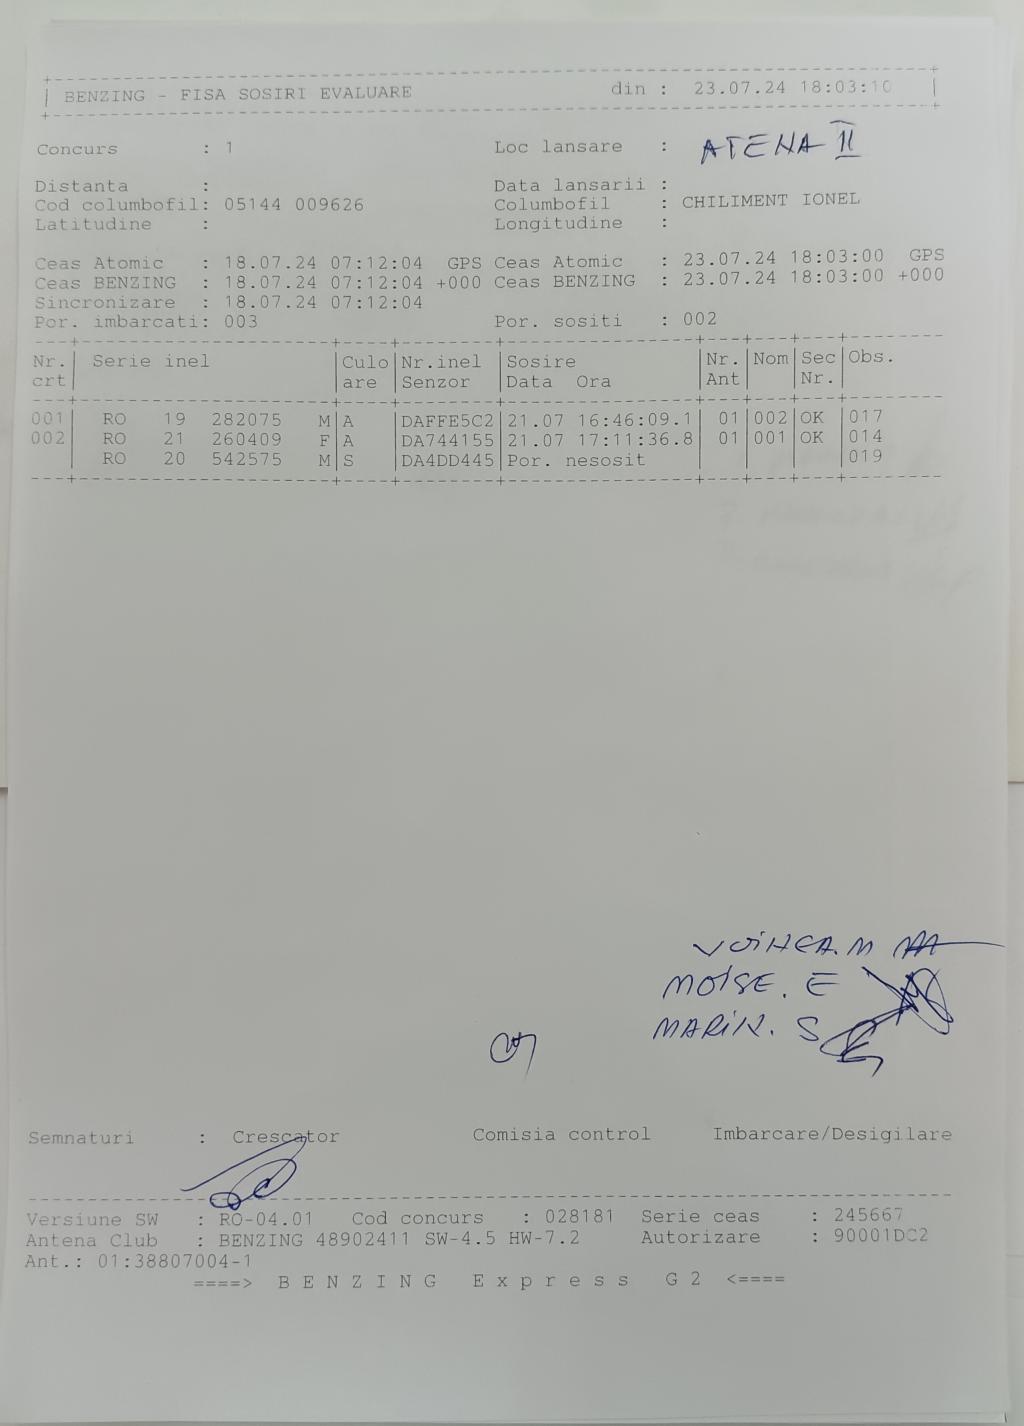 +--------------------------------------------------------------------------+
| BENZING - FISA SOSIRI EVALUARE din : 23.07.24 18:03:10 |
+--------------------------------------------------------------------------+
Concurs : 1 Loc lansare : ATENA II
Distanta : Data lansarii :
Cod columbofil: 05144 009626 Columbofil : CHILIMENT IONEL
Latitudine : Longitudine :
Ceas Atomic : 18.07.24 07:12:04 GPS Ceas Atomic : 23.07.24 18:03:00 GPS
Ceas BENZING : 18.07.24 07:12:04 +000 Ceas BENZING : 23.07.24 18:03:00 +000
Sincronizare : 18.07.24 07:12:04
Por. imbarcati: 003 Por. sositi : 002
Nr. | Serie inel | Culo | Nr.inel | Sosire | Nr. | Nom | Sec | Obs.
crt | | are | Senzor | Data Ora | Ant | | Nr. |
001 | RO 19 282075 M | A | DAFFE5C2 | 21.07 16:46:09.1 | 01 | 002 | OK | 017
002 | RO 21 260409 F | A | DA744155 | 21.07 17:11:36.8 | 01 | 001 | OK | 014
RO 20 542575 M | S | DA4DD445 | Por. nesosit | | | | 019
VOINEA. M
MOISE. E
MARIN. S
Semnaturi : Crescator Comisia control Imbarcare/Desigilare
Versiune SW : RO-04.01 Cod concurs : 028181 Serie ceas : 245667
Antena Club : BENZING 48902411 SW-4.5 HW-7.2 Autorizare : 90001DC2
Ant.: 01:38807004-1
====> B E N Z I N G E x p r e s s G 2 <====